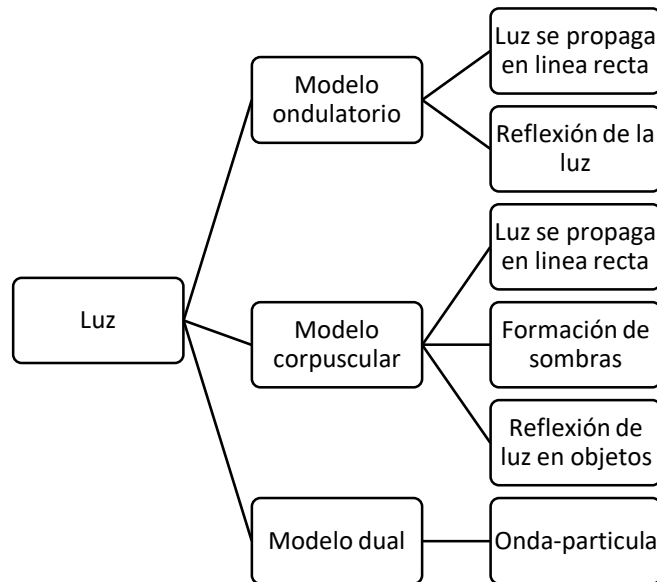 Luz
Modelo
ondulatorio
Luz se propaga
en linea recta
Reflexión de la
luz
Modelo
corpuscular
Luz se propaga
en linea recta
Formación de
sombras
Reflexión de
luz en objetos
Modelo dual
Onda-particula